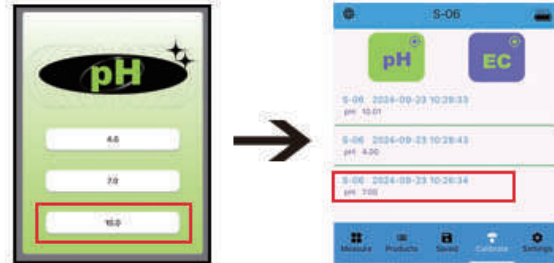 pH
4.0
7.0
10.0
S-06
pH
EC
S-06 2024-09-23 10:28:33
pH 10.01
S-06 2024-09-23 10:28:43
pH 4.00
S-06 2024-09-23 10:26:34
pH 7.00
Measure Products Saved Calibrate Settings